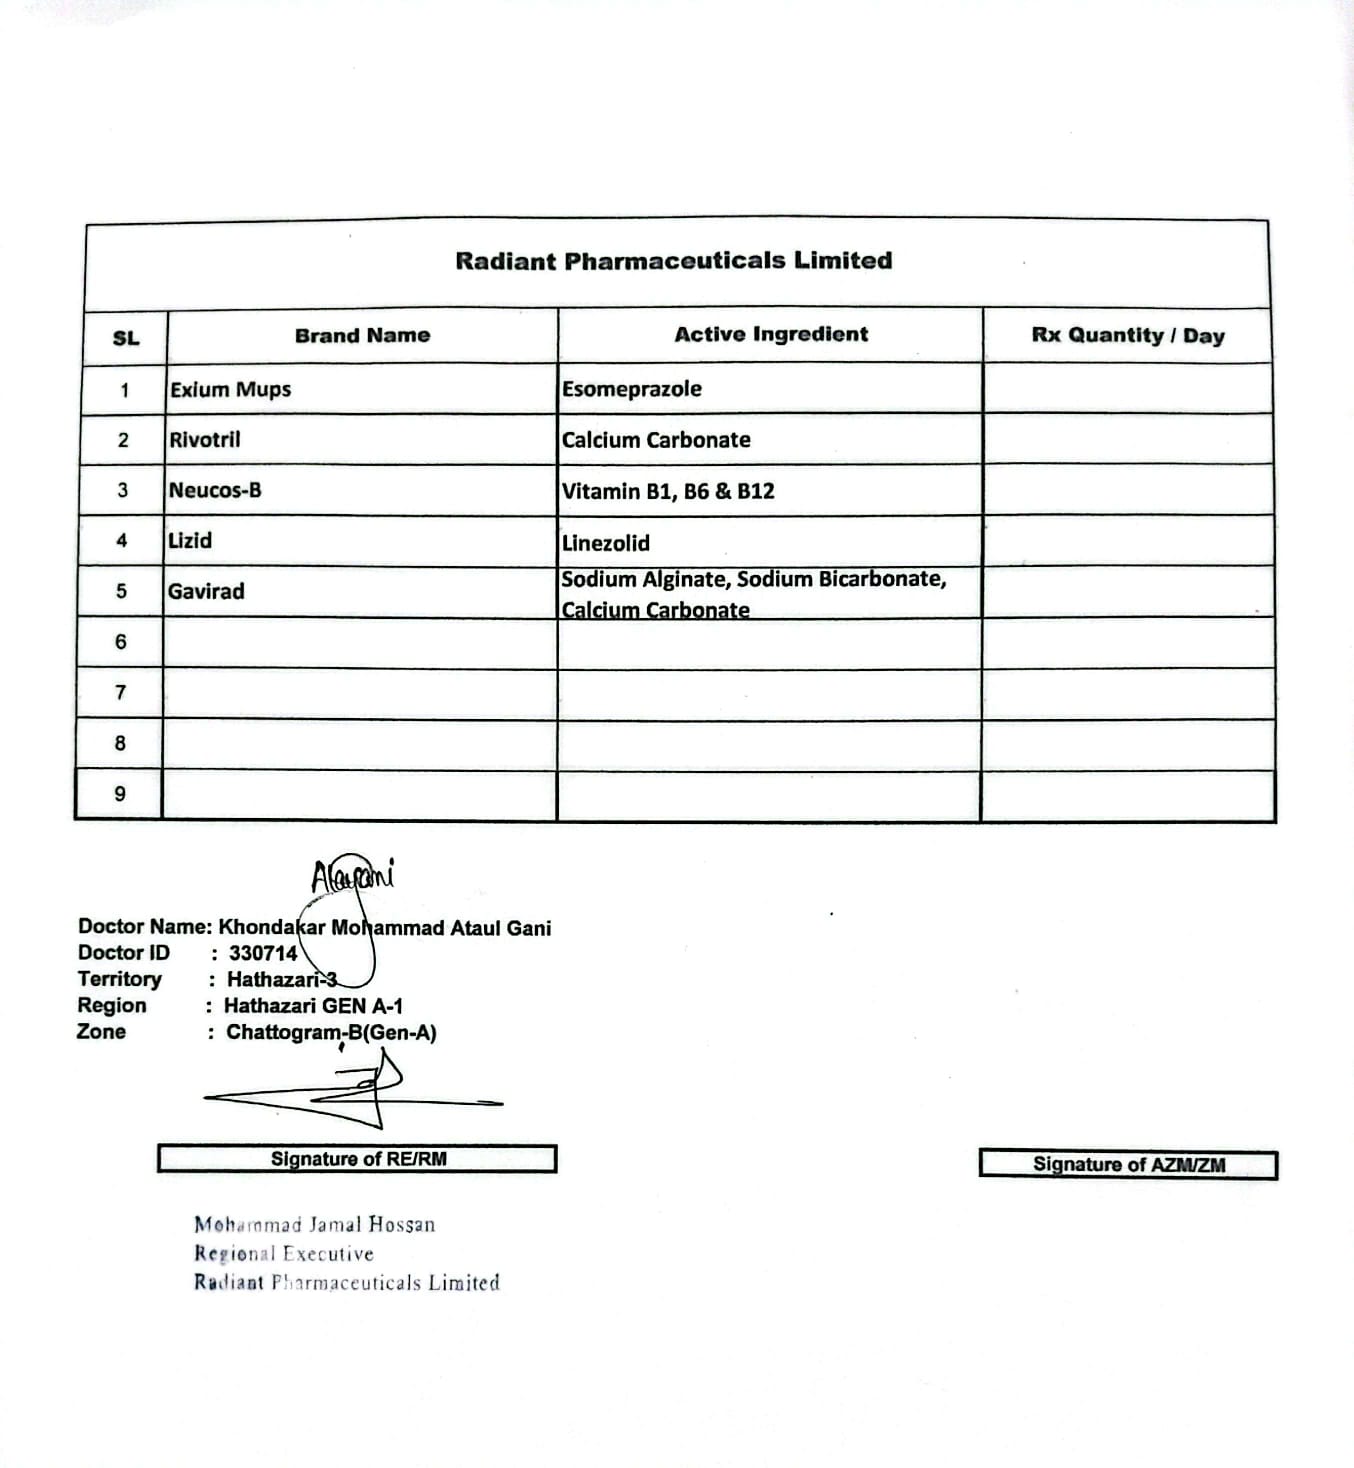 Radiant Pharmaceuticals Limited
SL Brand Name Active Ingredient Rx Quantity / Day
1 Exium Mups Esomeprazole
2 Rivotril Calcium Carbonate
3 Neucos-B Vitamin B1, B6 & B12
4 Lizid Linezolid
5 Gavirad Sodium Alginate, Sodium Bicarbonate,
Calcium Carbonate
6
7
8
9
Doctor Name: Khondakar Mohammad Ataul Gani
Doctor ID : 330714
Territory : Hathazari-3
Region : Hathazari GEN A-1
Zone : Chattogram-B(Gen-A)
Signature of RE/RM
Signature of AZM/ZM
Mohammad Jamal Hossan
Regional Executive
Radiant Pharmaceuticals Limited